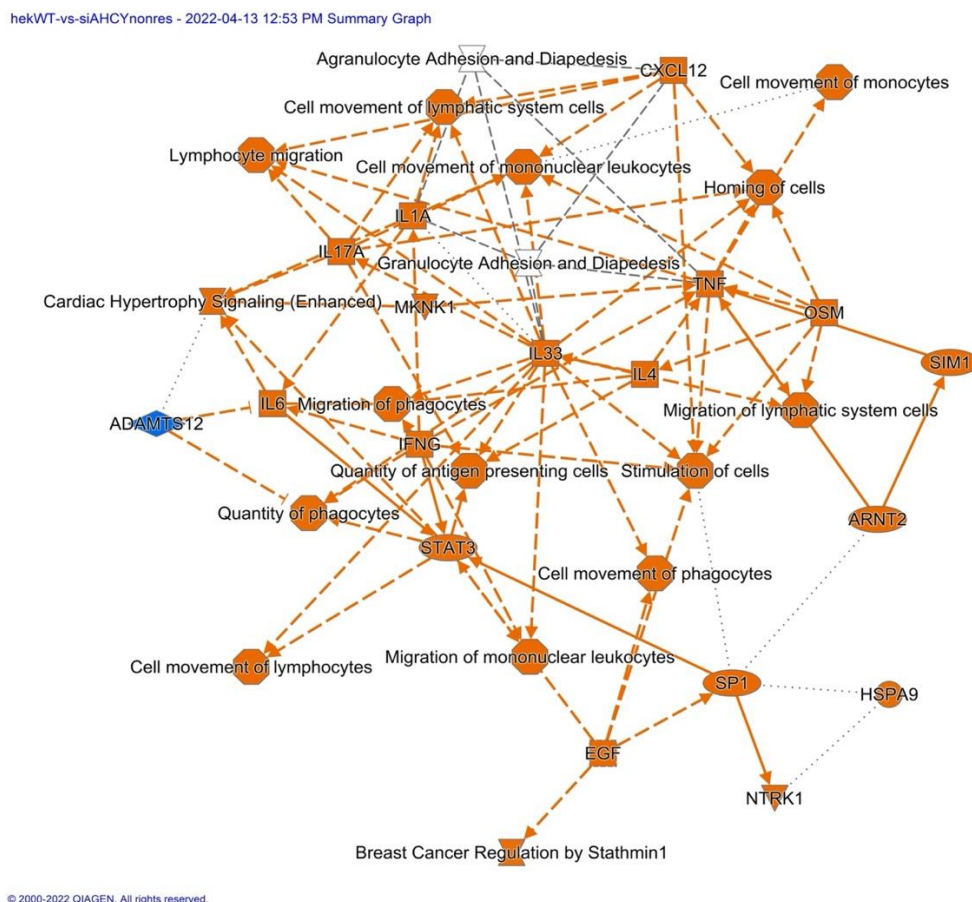 hekWT-vs-siAHCYnonres - 2022-04-13 12:53 PM Summary Graph
Agranulocyte Adhesion and Diapedesis
CXCL12
Cell movement of monocytes
Cell movement of lymphatic system cells
Lymphocyte migration
Cell movement of mononuclear leukocytes
Homing of cells
IL1A
IL17A
Granulocyte Adhesion and Diapedesis
TNF
Cardiac Hypertrophy Signaling (Enhanced)
MKNK1
OSM
IL33
SIM1
IL4
IL6
Migration of phagocytes
Migration of lymphatic system cells
ADAMTS12
IFNG
Quantity of antigen presenting cells
Stimulation of cells
Quantity of phagocytes
ARNT2
STAT3
Cell movement of phagocytes
Cell movement of lymphocytes
Migration of mononuclear leukocytes
SP1
HSPA9
EGF
NTRK1
Breast Cancer Regulation by Stathmin1
© 2000-2022 QIAGEN. All rights reserved.